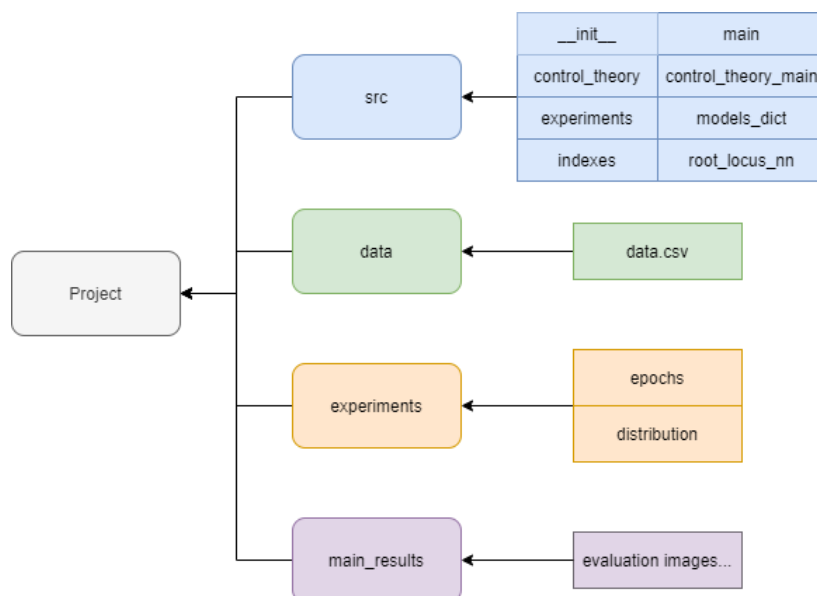 __init__
main
control_theory
control_theory_main
src
experiments
models_dict
indexes
root_locus_nn
data
data.csv
Project
epochs
experiments
distribution
main_results
evaluation images...